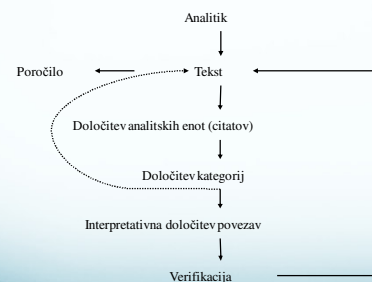 Analitik
Poročilo
Tekst
Določitev analitskih enot (citatov)
Določitev kategorij
Interpretativna določitev povezav
Verifikacija